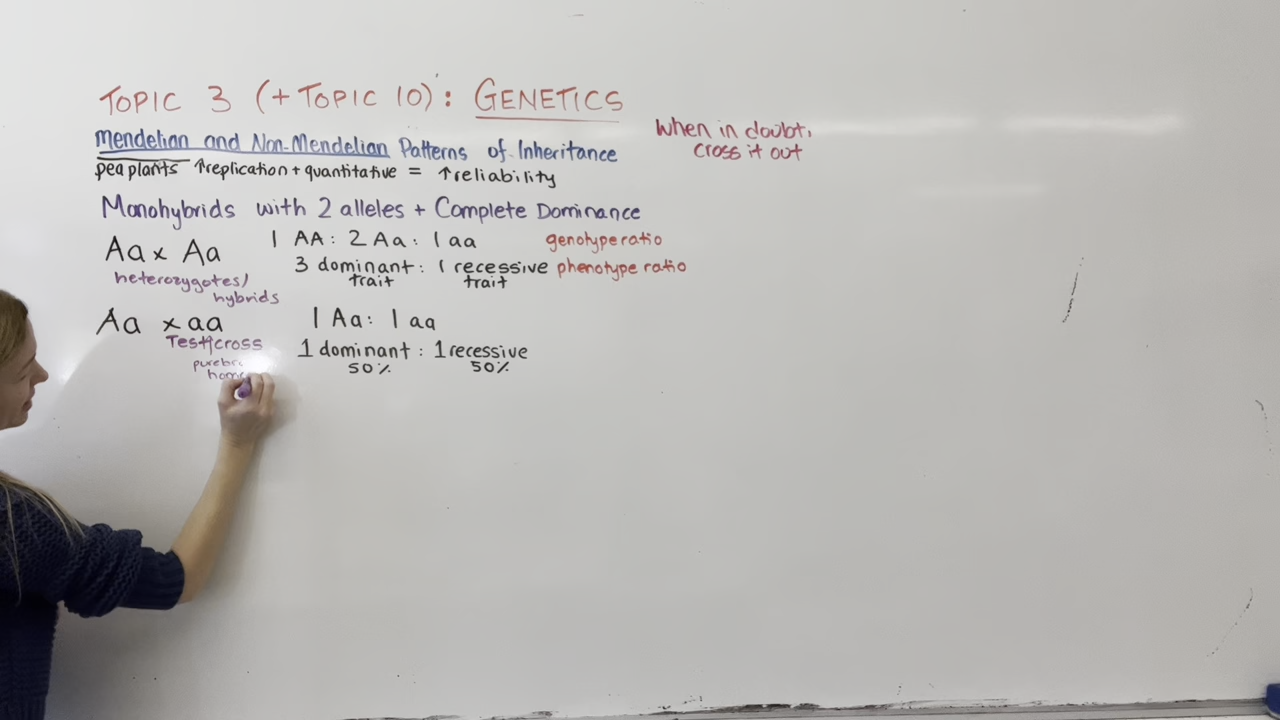 TOPIC 3 (+ TOPIC 10): GENETICS
When in doubt,
cross it out
Mendelian and Non-Mendelian Patterns of Inheritance
pea plants ↑replication + quantitative = ↑reliability
Monohybrids with 2 alleles + Complete Dominance
Aa x Aa
heterozygotes/
hybrids
1 AA: 2 Aa: 1 aa genotype ratio
3 dominant: 1 recessive phenotype ratio
trait trait
Aa x aa
Testcross
1 Aa: 1 aa
1 dominant : 1 recessive
50% 50%